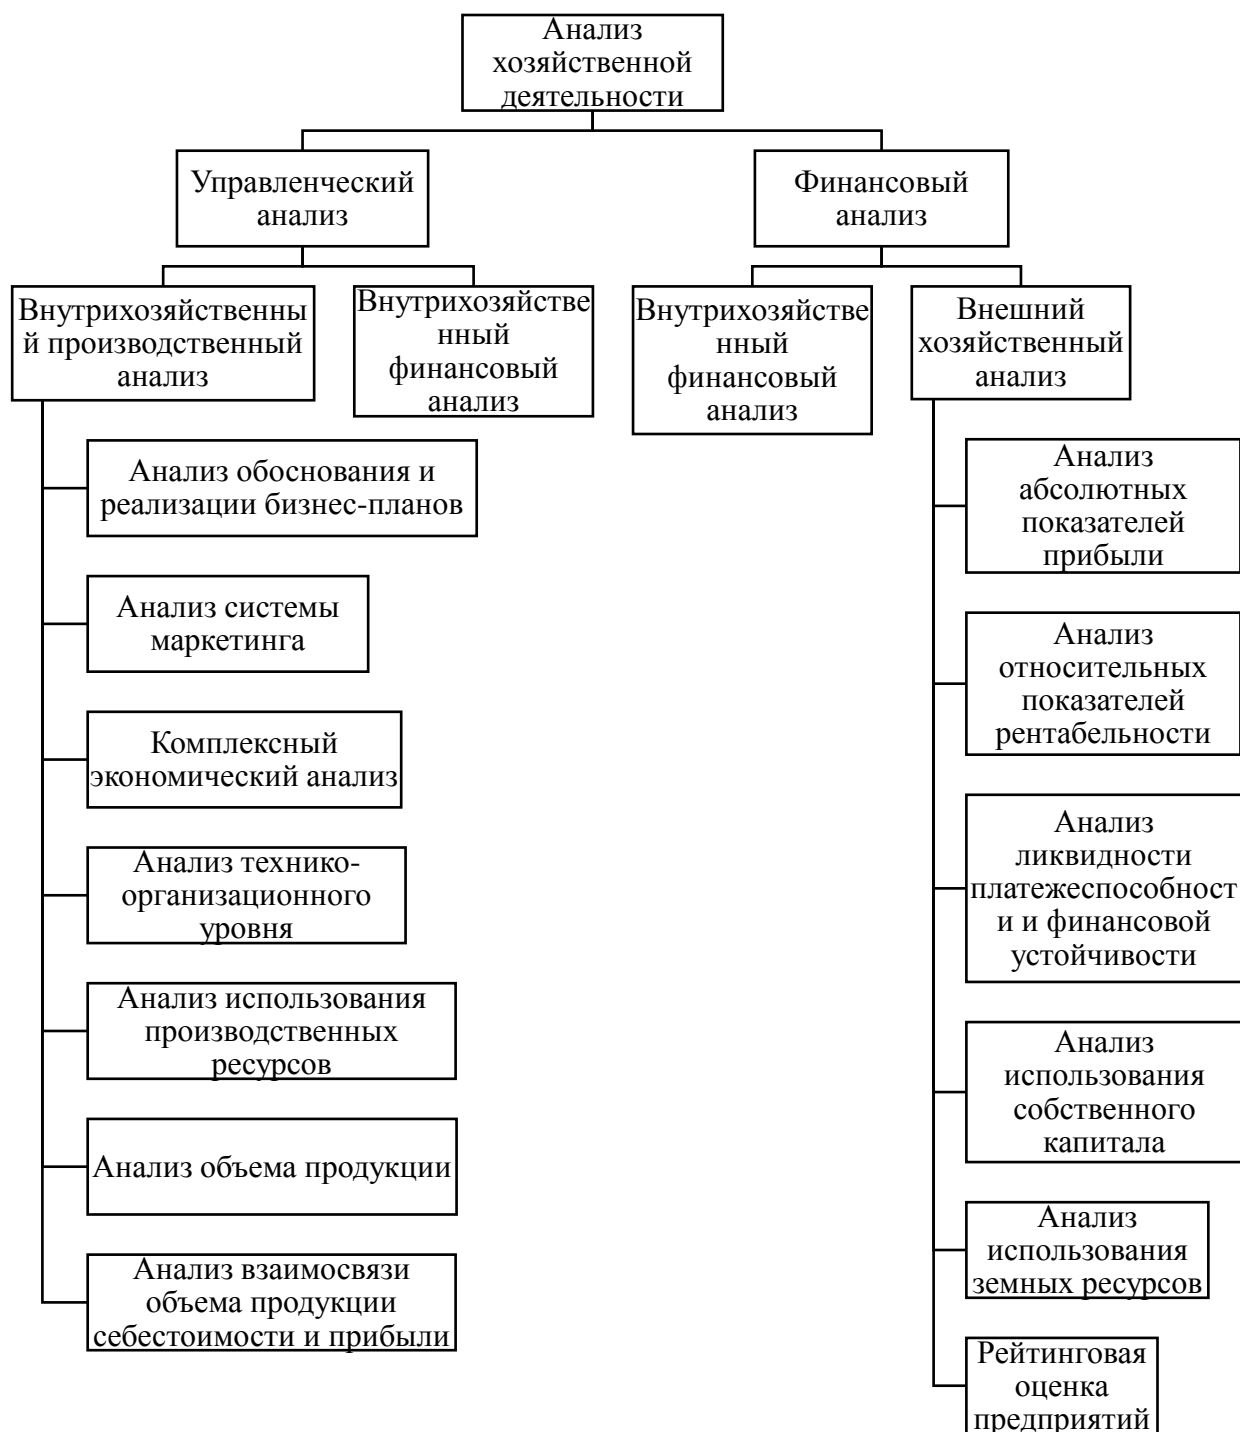 Анализ
хозяйственной
деятельности
Управленческий
анализ
Финансовый
анализ
Внутрихозяйственны
й производственный
анализ
Внутрихозяйстве
нный
финансовый
анализ
Внутрихозяйстве
нный
финансовый
анализ
Внешний
хозяйственный
анализ
Анализ обоснования и
реализации бизнес-планов
Анализ системы
маркетинга
Комплексный
экономический анализ
Анализ технико-
организационного
уровня
Анализ использования
производственных
ресурсов
Анализ объема продукции
Анализ взаимосвязи
объема продукции
себестоимости и прибыли
Анализ
абсолютных
показателей
прибыли
Анализ
относительных
показателей
рентабельности
Анализ
ликвидности
платежеспособност
и и финансовой
устойчивости
Анализ
использования
собственного
капитала
Анализ
использования
земных ресурсов
Рейтинговая
оценка
предприятий